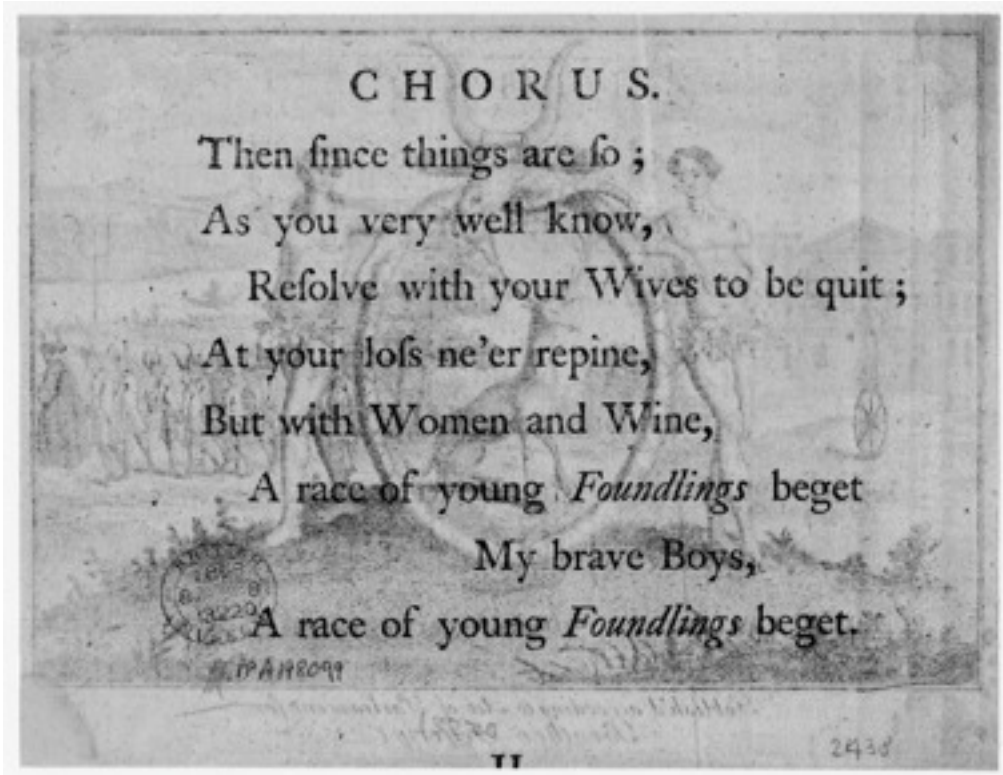 CHORUS.
Then ſince things are ſo ;
As you very well know,
Reſolve with your Wives to be quit ;
At your loſs ne'er repine,
But with Women and Wine,
A race of young Foundlings beget
My brave Boys,
A race of young Foundlings beget.
2438
II